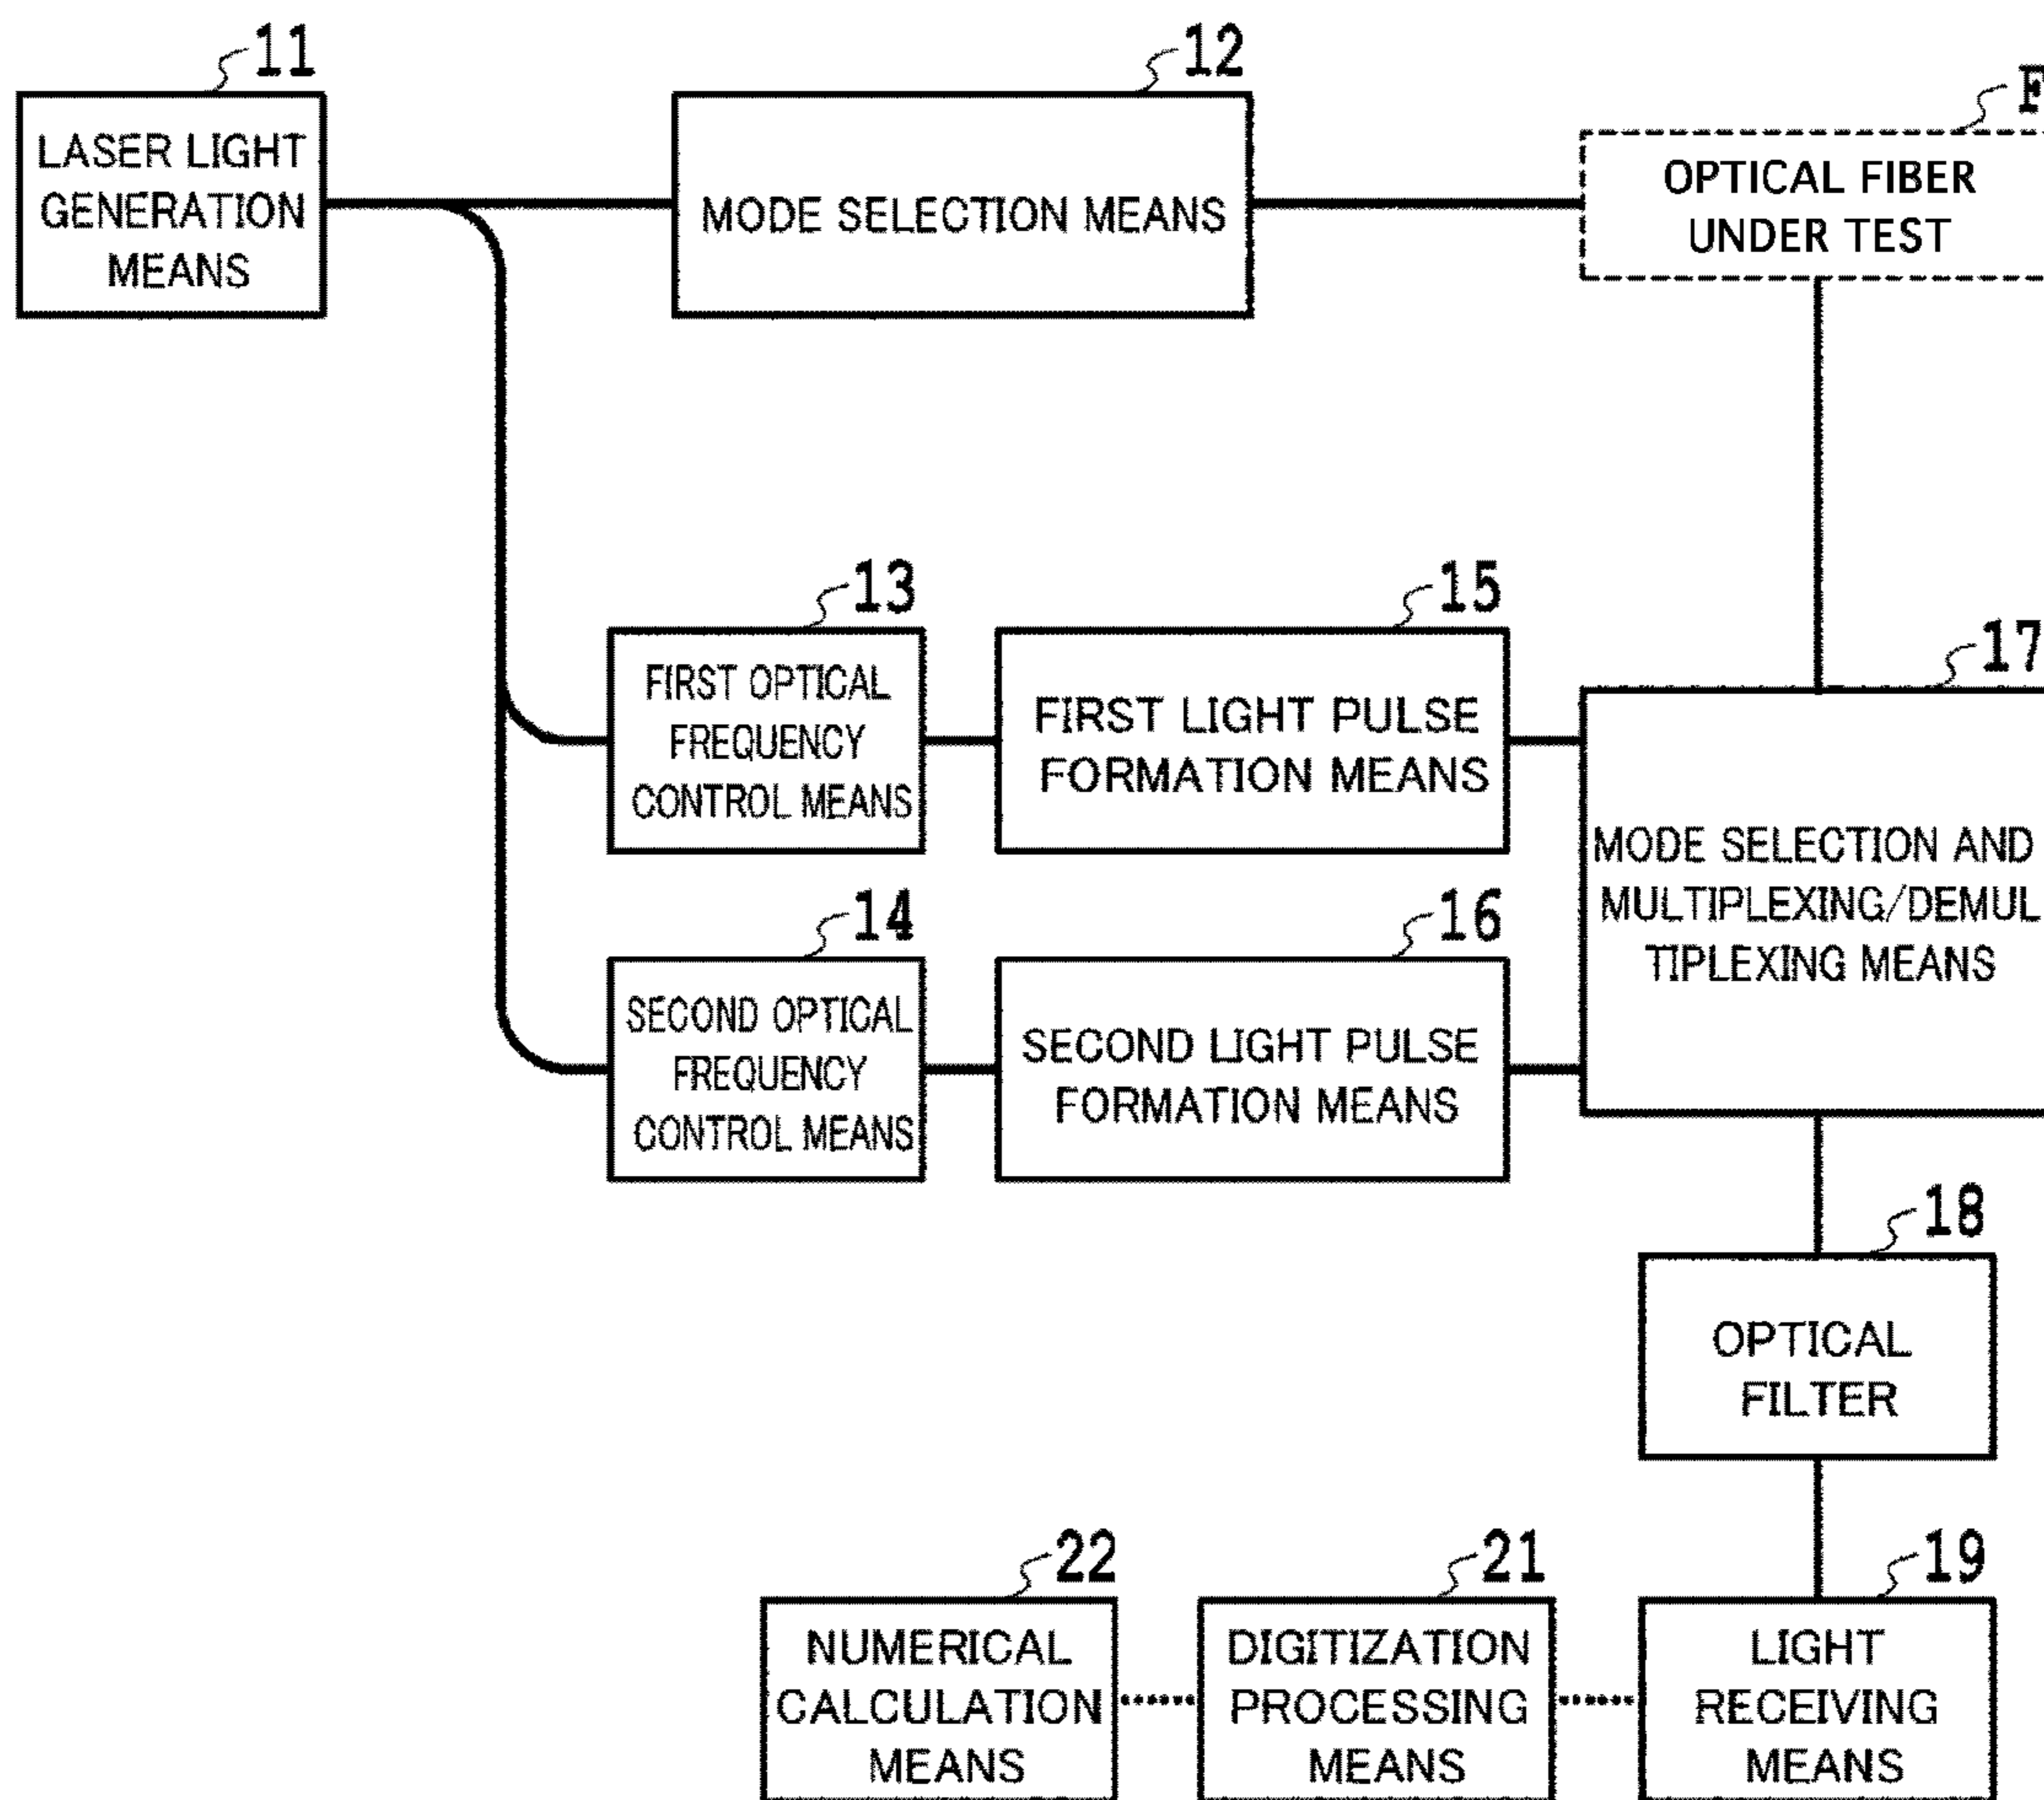 11
LASER LIGHT
GENERATION
MEANS
12
MODE SELECTION MEANS
F
OPTICAL FIBER
UNDER TEST
13
FIRST OPTICAL
FREQUENCY
CONTROL MEANS
15
FIRST LIGHT PULSE
FORMATION MEANS
17
MODE SELECTION AND
MULTIPLEXING/DEMUL
TIPLEXING MEANS
14
SECOND OPTICAL
FREQUENCY
CONTROL MEANS
16
SECOND LIGHT PULSE
FORMATION MEANS
18
OPTICAL
FILTER
22
NUMERICAL
CALCULATION
MEANS
21
DIGITIZATION
PROCESSING
MEANS
19
LIGHT
RECEIVING
MEANS